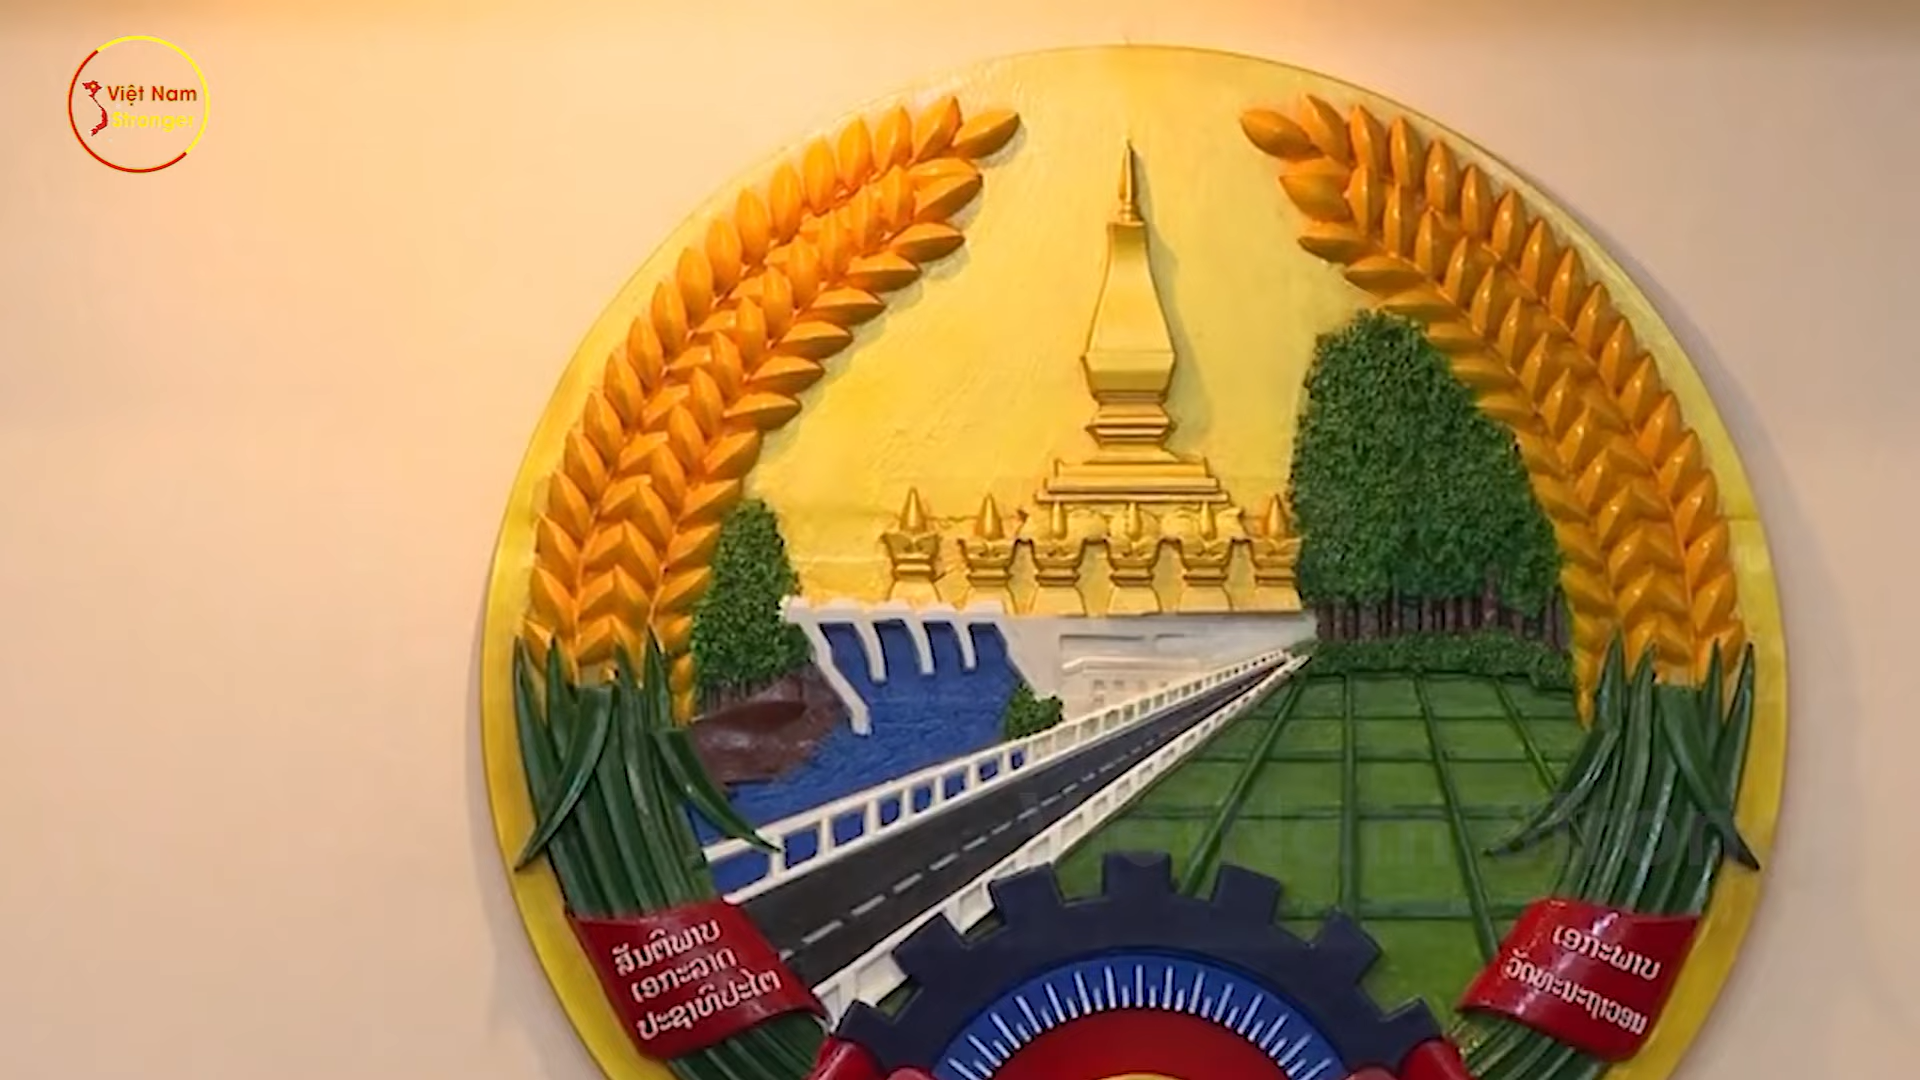 Việt Nam
Stronger
ສັນຕິພາບ
ເອກະລາດ
ປະຊາທິປະໄຕ
ເອກະພາບ
ວັດທະນະຖາວອນ